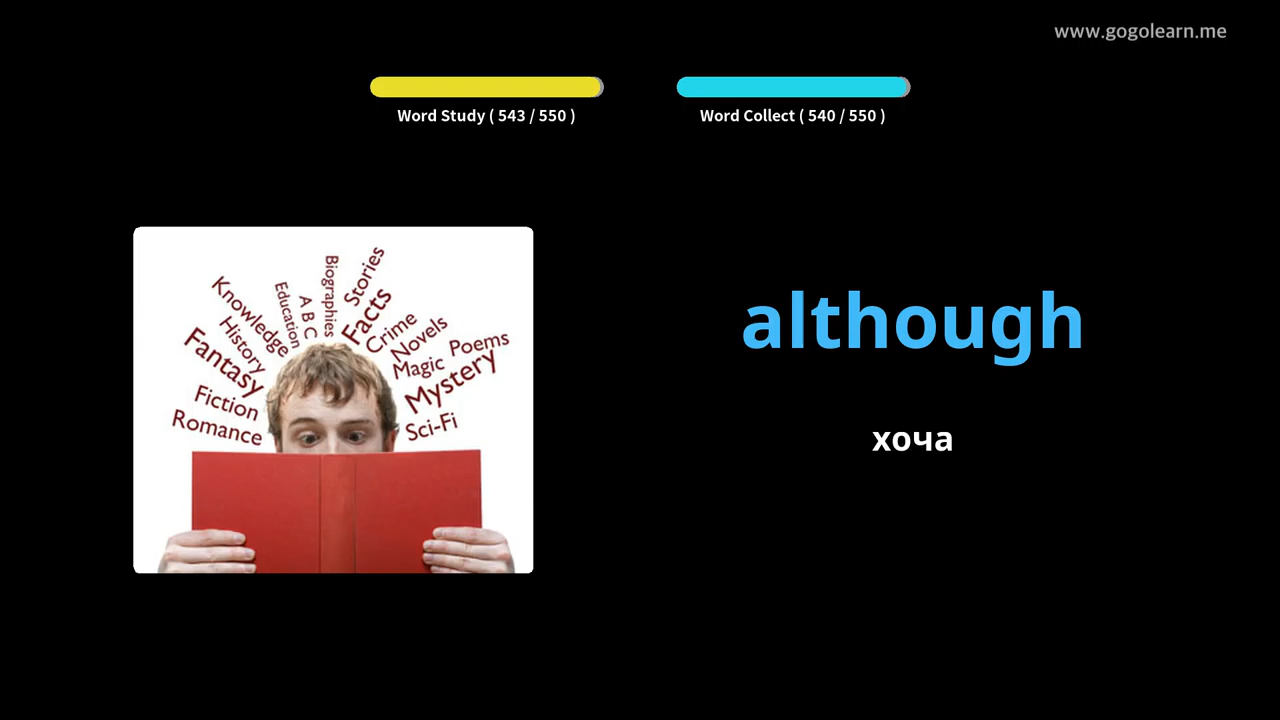 www.gogolearn.me
Word Study ( 543 / 550 )
Word Collect ( 540 / 550 )
Biographies
Stories
Education
A B C
Facts
Knowledge
Crime
History
Novels
Fantasy
Magic
Poems
Mystery
Fiction
Romance
Sci-Fi
although
хоча